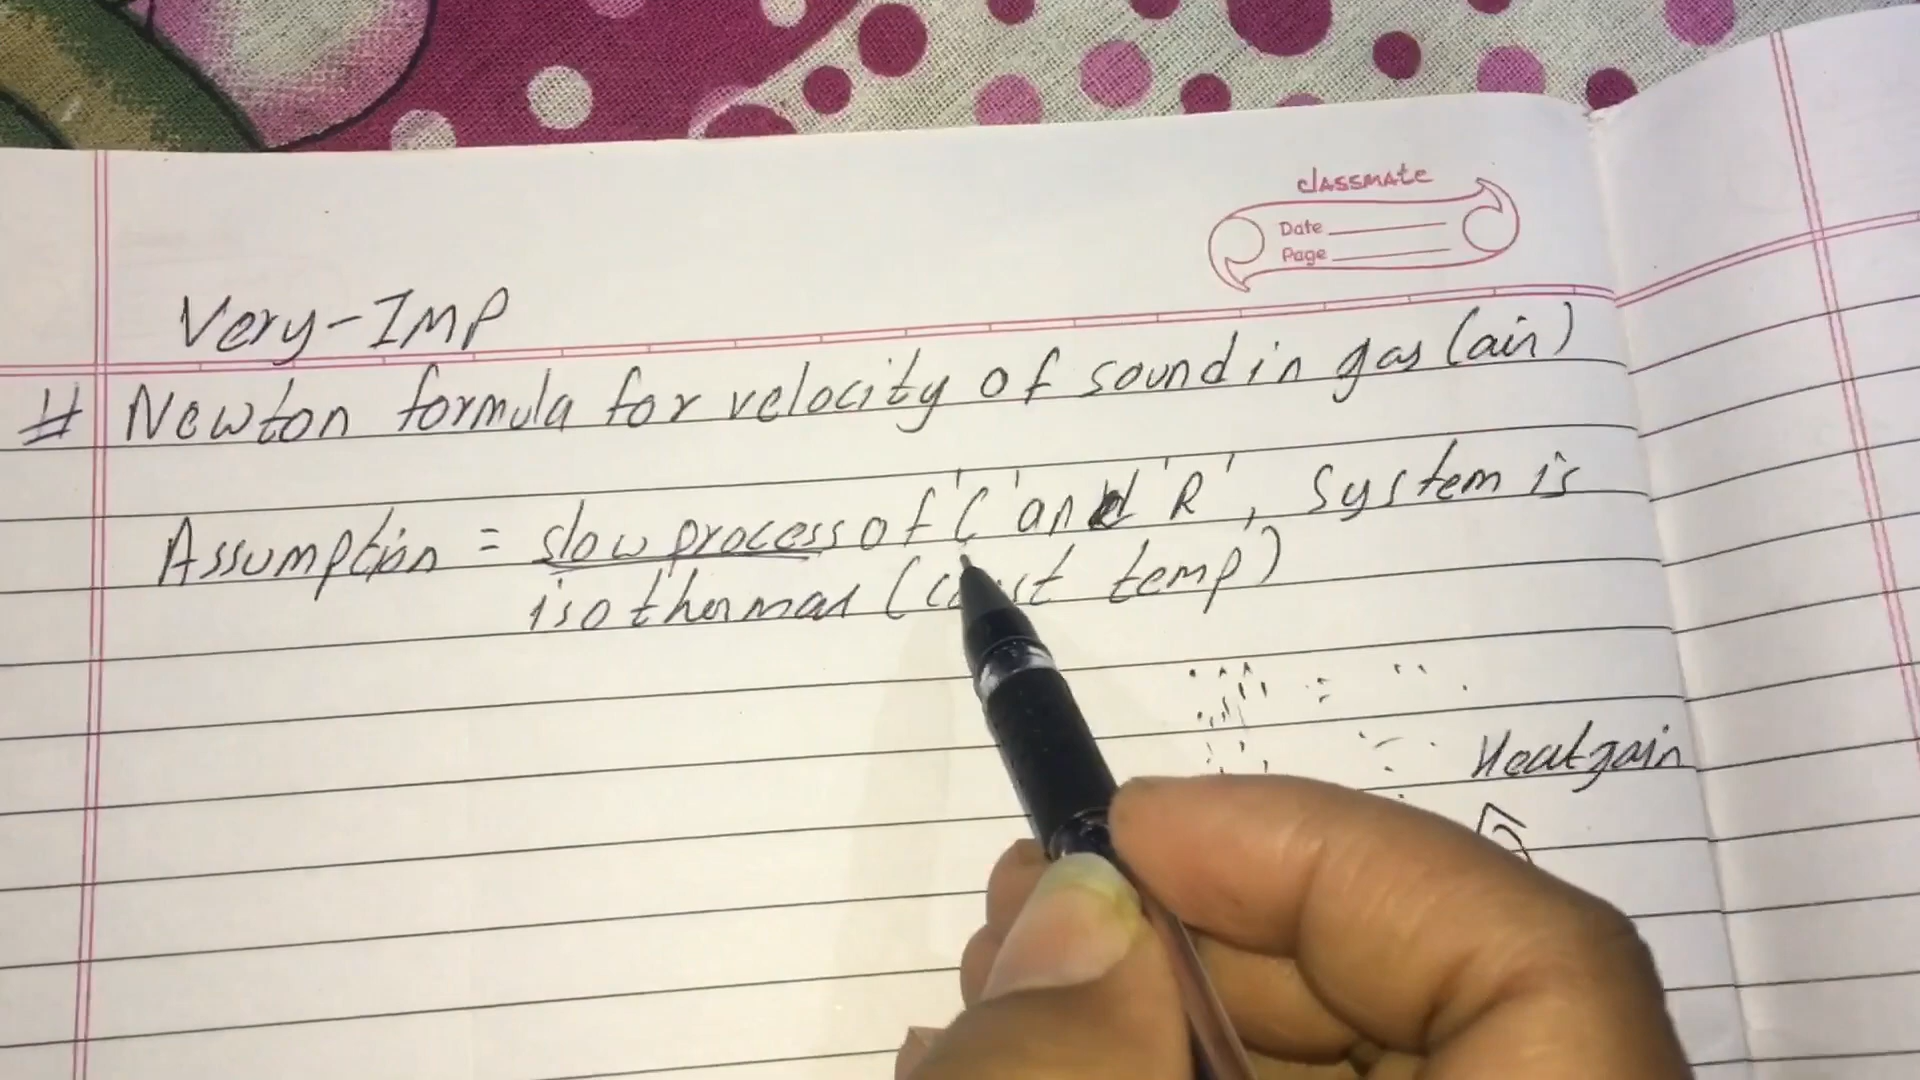 classmate
Date
Page
Very-IMP
# Newton formula for velocity of sound in gas (air)
Assumption = slow process of 'C' and 'R', system is
isothermal (const temp)
Heat gain